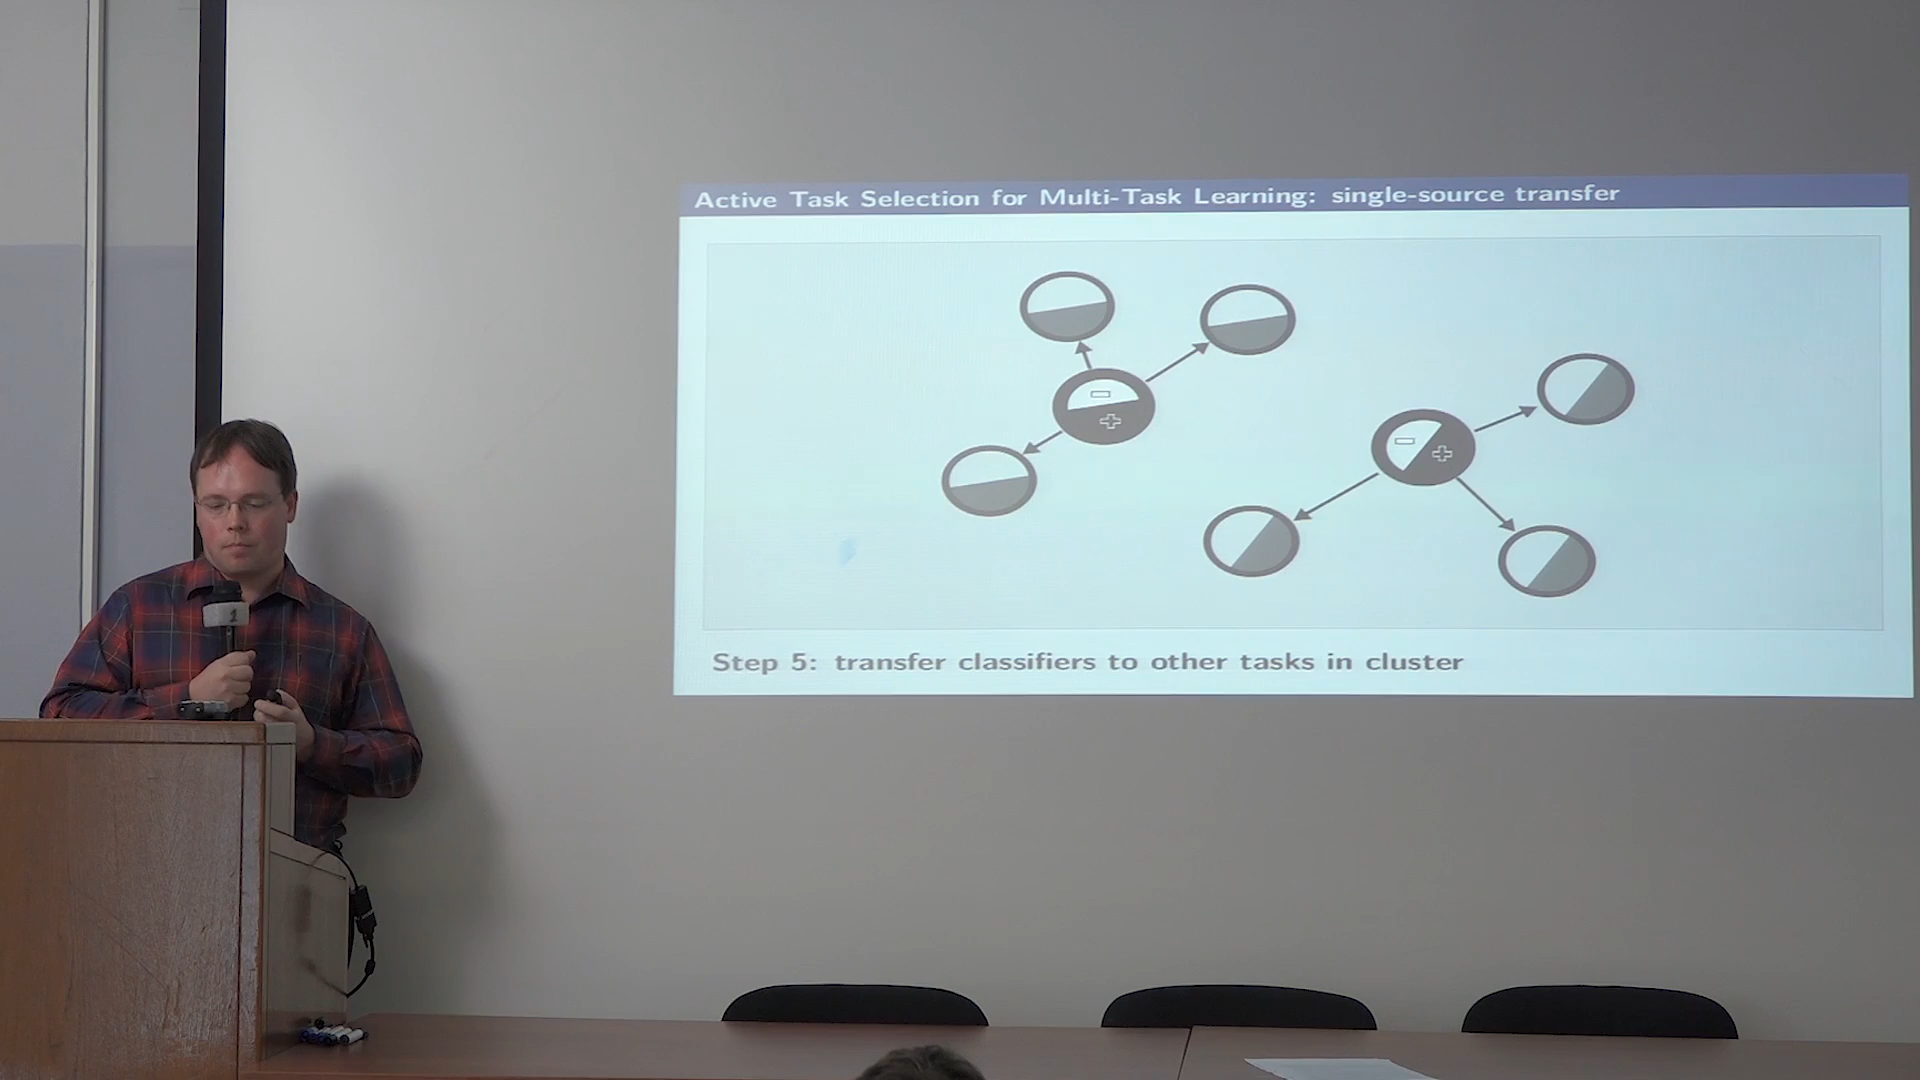 Active Task Selection for Multi-Task Learning: single-source transfer
-
+
-
+
Step 5: transfer classifiers to other tasks in cluster
1